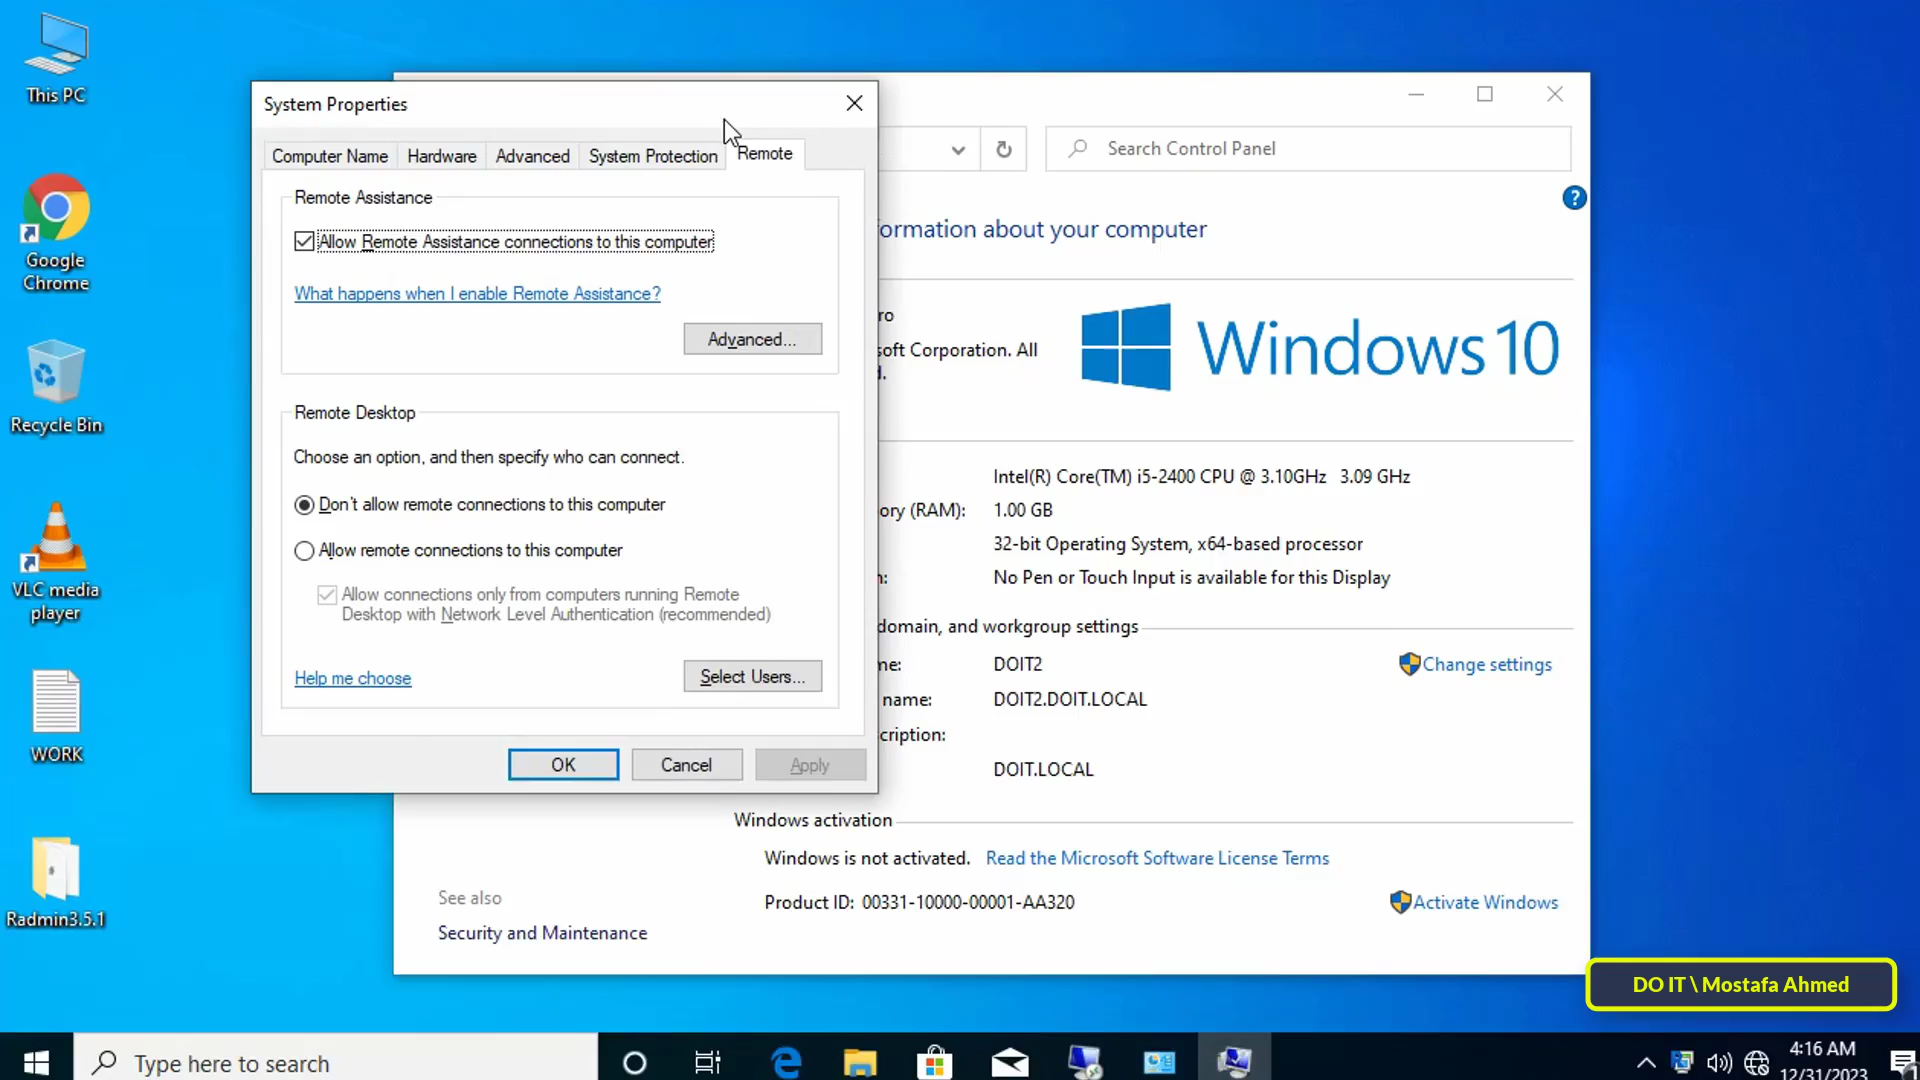 This PC
Google
Chrome
Recycle Bin
VLC media
player
WORK
Radmin3.5.1
System Properties
Computer Name
Hardware
Advanced
System Protection
Remote
Remote Assistance
Allow Remote Assistance connections to this computer
What happens when I enable Remote Assistance?
Advanced...
Remote Desktop
Choose an option, and then specify who can connect.
Don't allow remote connections to this computer
Allow remote connections to this computer
Allow connections only from computers running Remote
Desktop with Network Level Authentication (recommended)
Help me choose
Select Users...
OK
Cancel
Apply
Search Control Panel
?
formation about your computer
ro
soft Corporation. All
d.
Windows 10
Intel(R) Core(TM) i5-2400 CPU @ 3.10GHz 3.09 GHz
ory (RAM):
1.00 GB
32-bit Operating System, x64-based processor
n:
No Pen or Touch Input is available for this Display
domain, and workgroup settings
me:
DOIT2
Change settings
name:
DOIT2.DOIT.LOCAL
cription:
DOIT.LOCAL
Windows activation
Windows is not activated. Read the Microsoft Software License Terms
Product ID: 00331-10000-00001-AA320
Activate Windows
See also
Security and Maintenance
DO IT \ Mostafa Ahmed
Type here to search
4:16 AM
12/31/2023